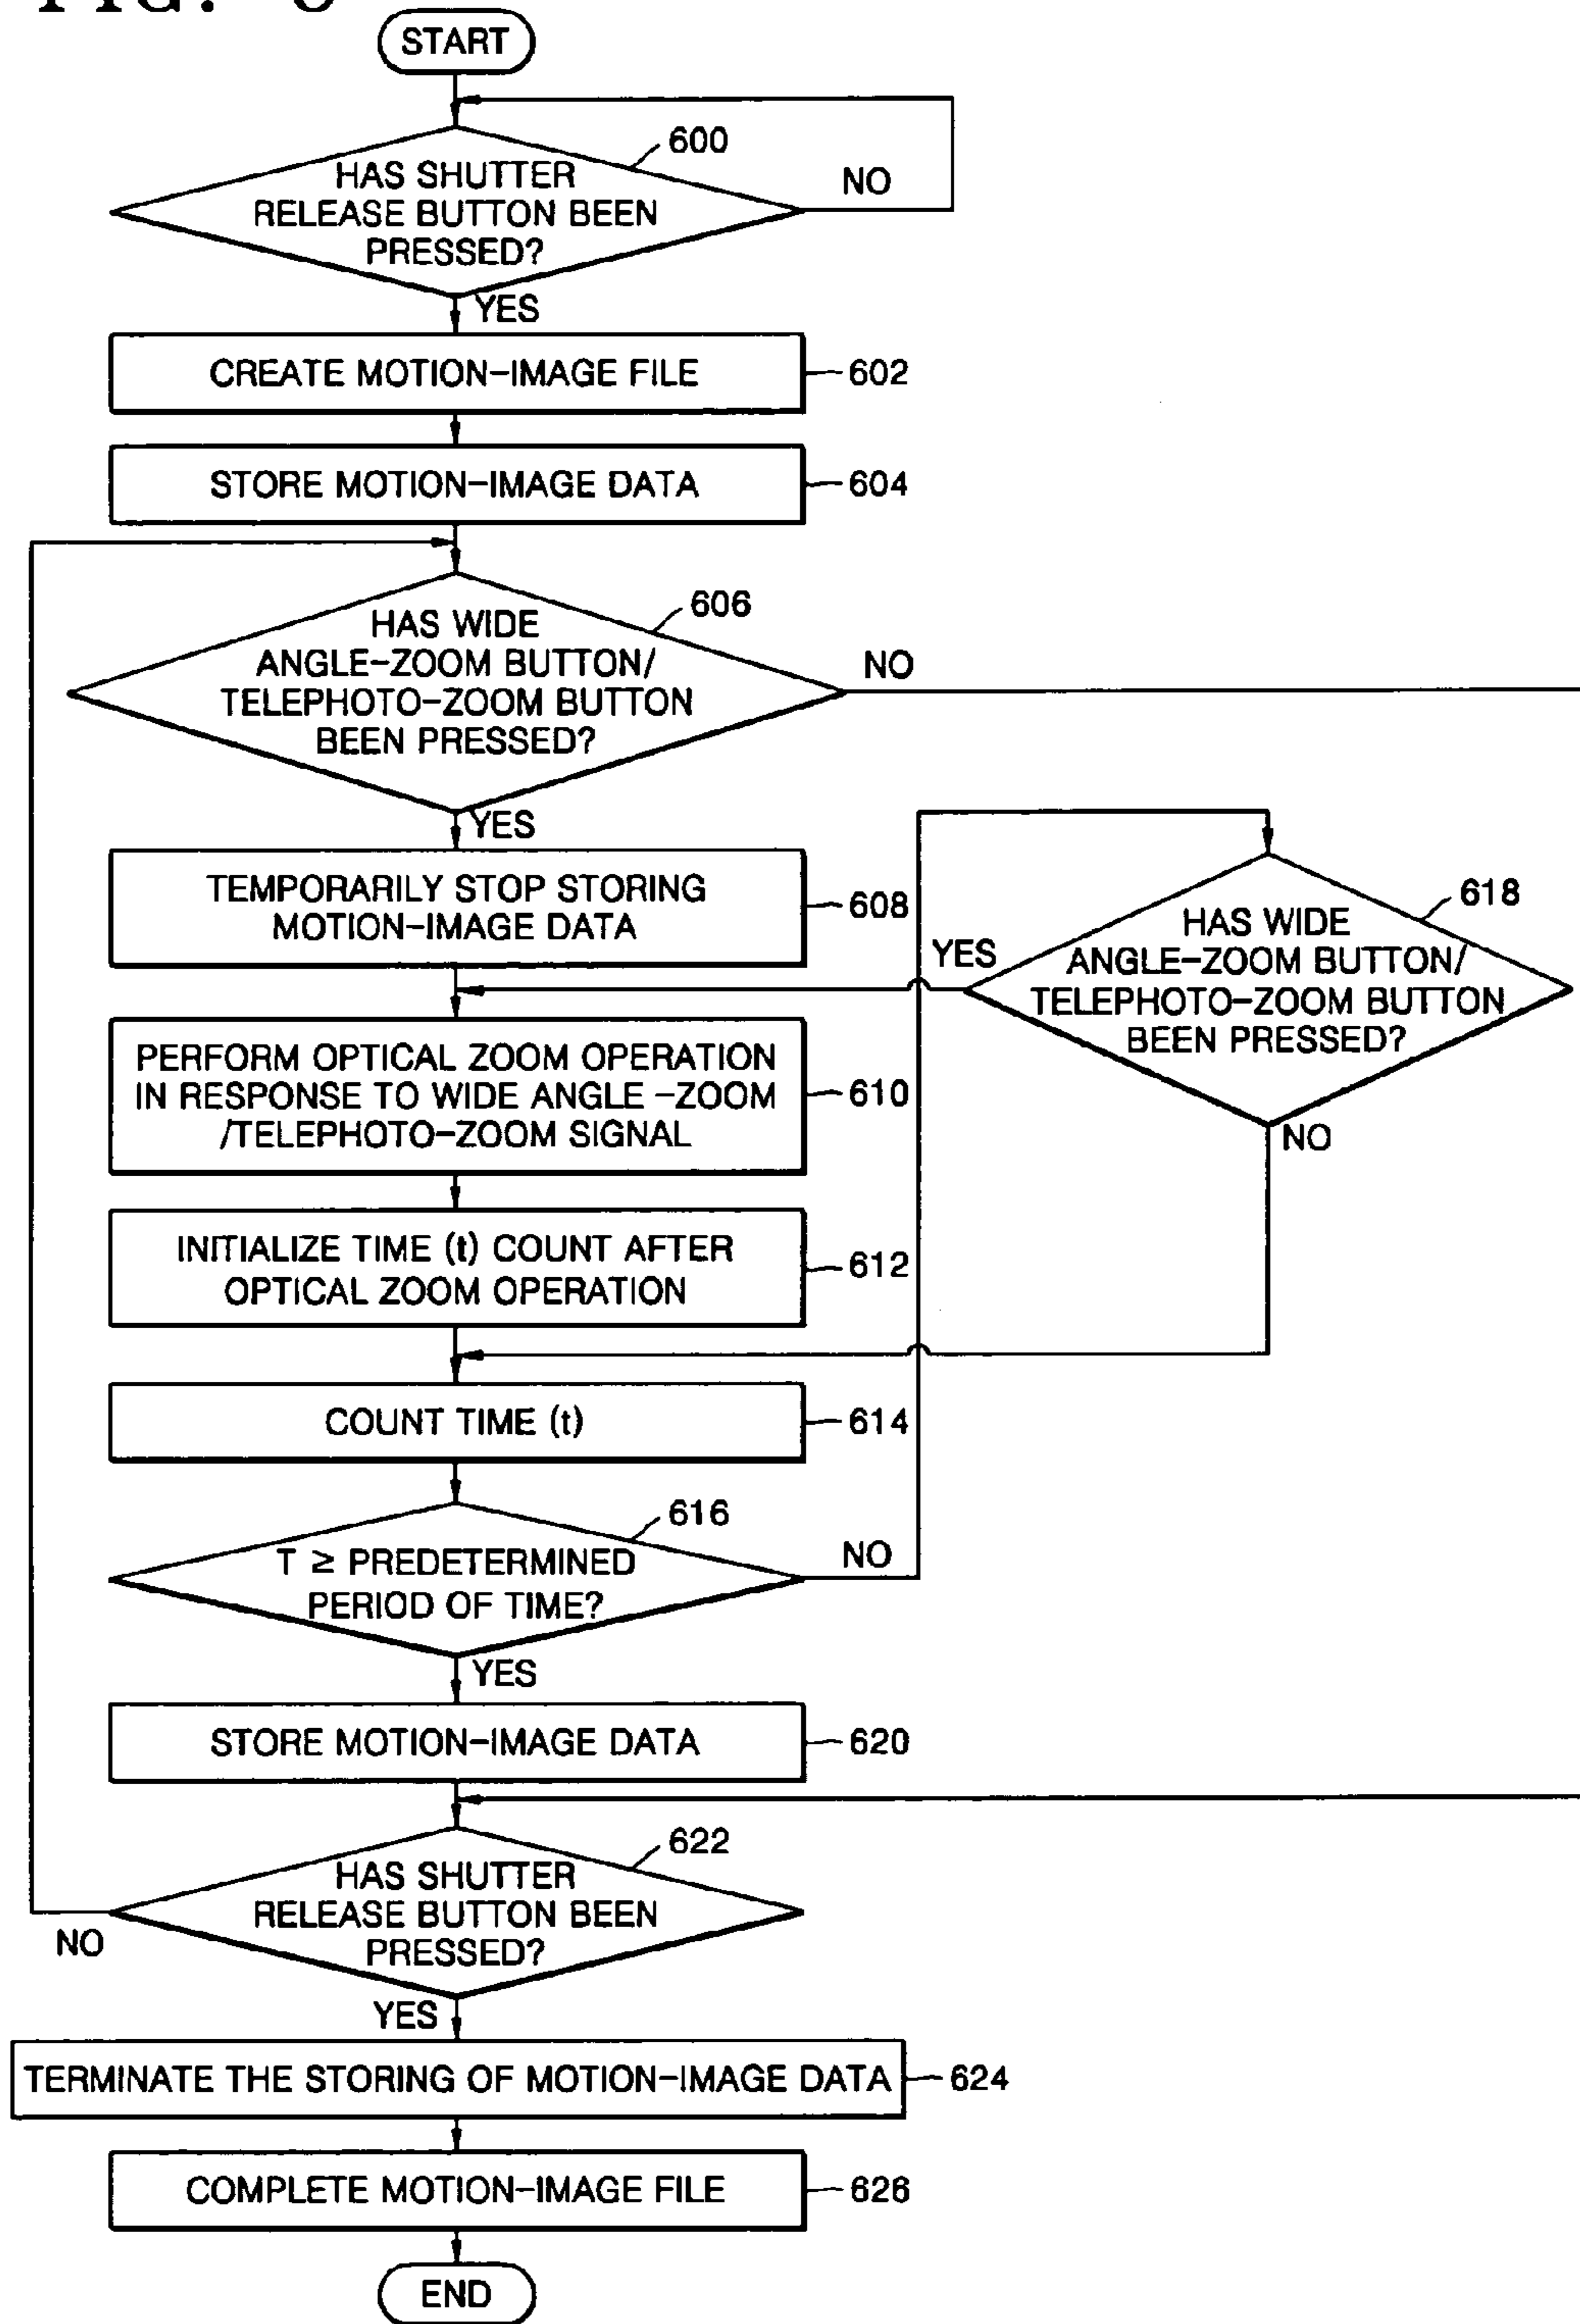 START
600
HAS SHUTTER
RELEASE BUTTON BEEN
PRESSED?
NO
YES
CREATE MOTION-IMAGE FILE
602
STORE MOTION-IMAGE DATA
604
606
HAS WIDE
ANGLE-ZOOM BUTTON/
TELEPHOTO-ZOOM BUTTON
BEEN PRESSED?
NO
YES
TEMPORARILY STOP STORING
MOTION-IMAGE DATA
608
618
HAS WIDE
ANGLE-ZOOM BUTTON/
TELEPHOTO-ZOOM BUTTON
BEEN PRESSED?
YES
NO
PERFORM OPTICAL ZOOM OPERATION
IN RESPONSE TO WIDE ANGLE -ZOOM
/TELEPHOTO-ZOOM SIGNAL
610
INITIALIZE TIME (t) COUNT AFTER
OPTICAL ZOOM OPERATION
612
COUNT TIME (t)
614
616
T ≥ PREDETERMINED
PERIOD OF TIME?
NO
YES
STORE MOTION-IMAGE DATA
620
622
HAS SHUTTER
RELEASE BUTTON BEEN
PRESSED?
NO
YES
TERMINATE THE STORING OF MOTION-IMAGE DATA
624
COMPLETE MOTION-IMAGE FILE
626
END